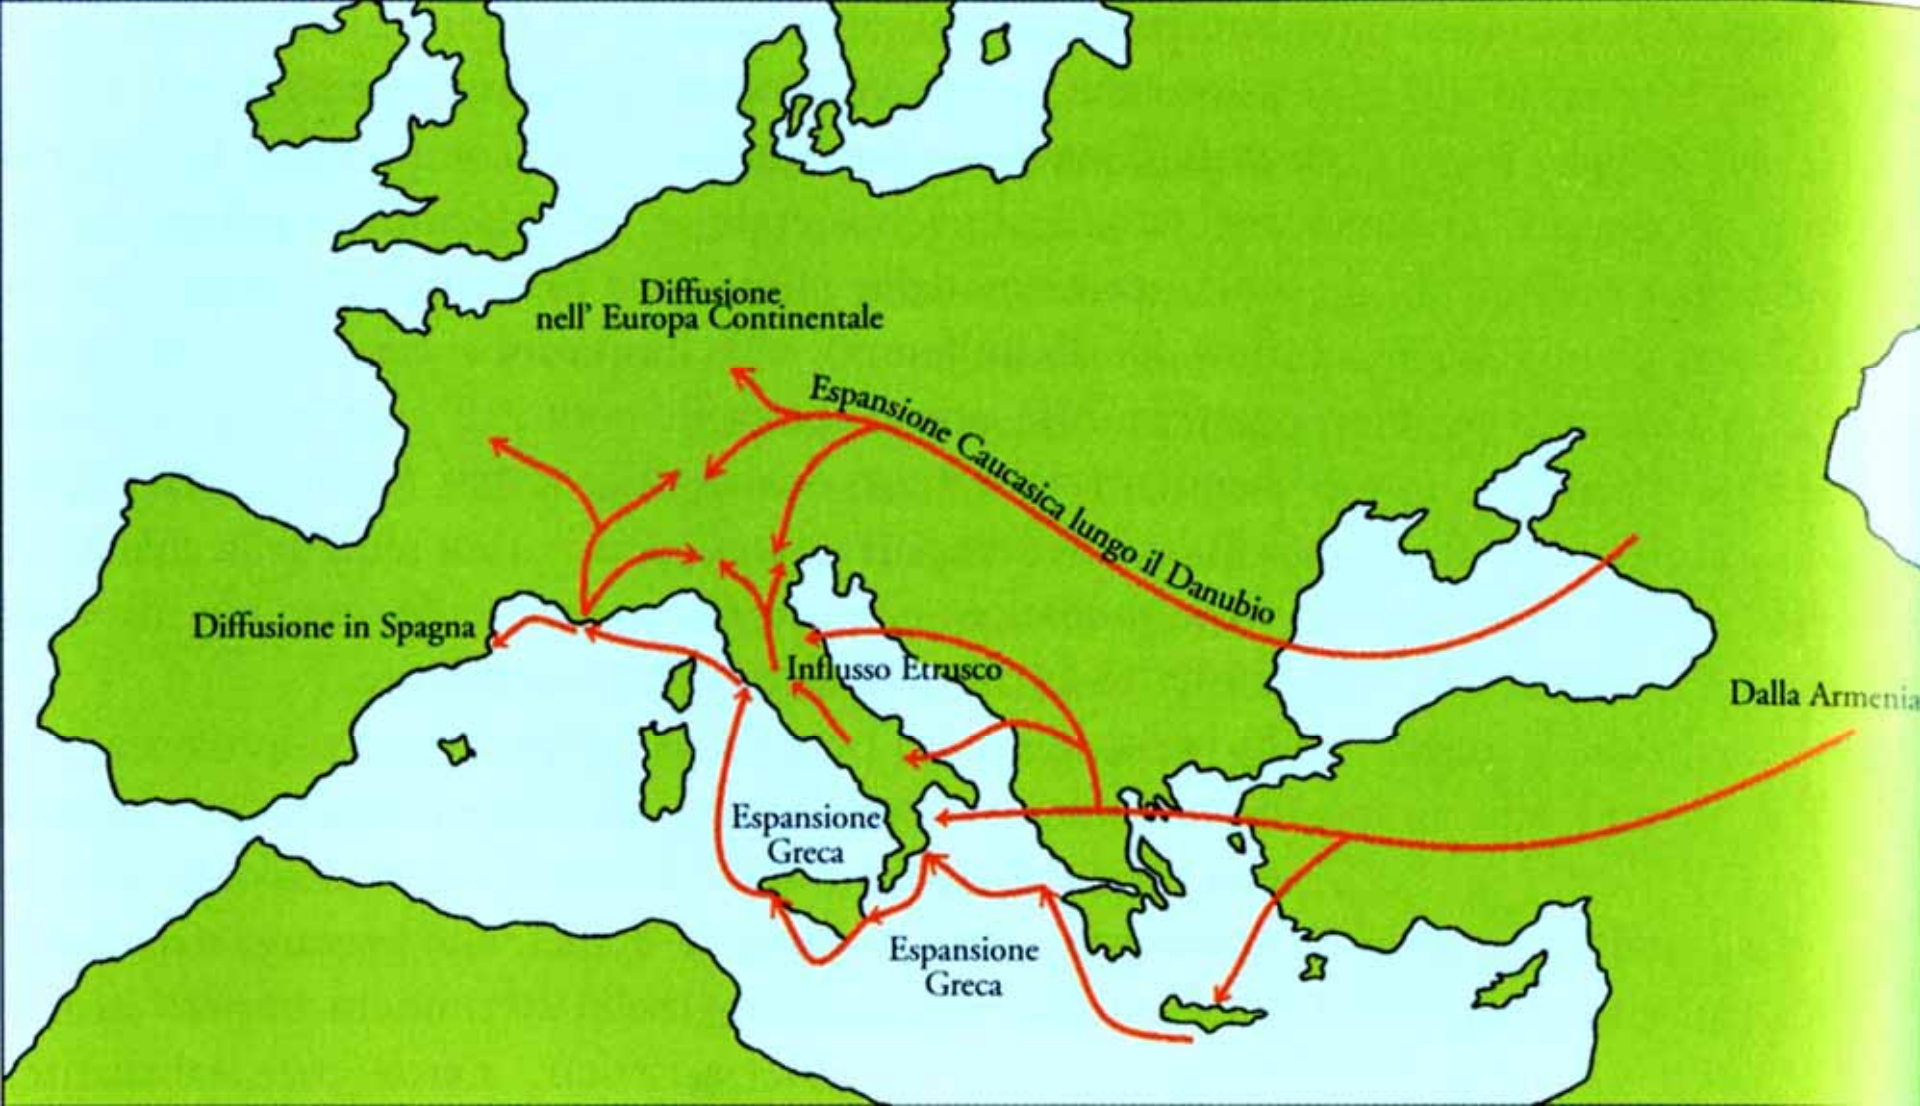 Diffusione
nell' Europa Continentale
Espansione Caucasica lungo il Danubio
Diffusione in Spagna
Influsso Etrusco
Dalla Armenia
Espansione
Greca
Espansione
Greca